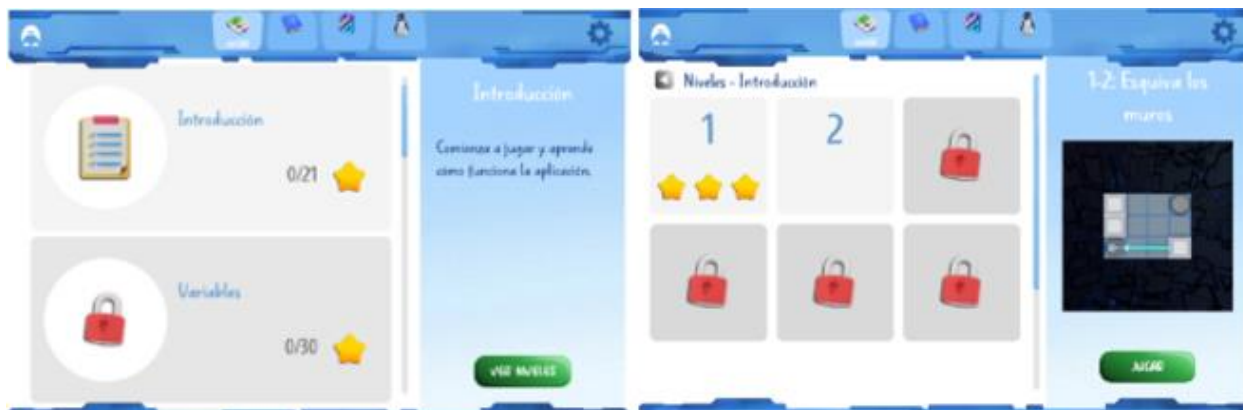 Introducción
0/21
Variables
0/30
Introducción
Comienza a jugar y aprende
cómo funciona la aplicación.
VER NIVELES
Niveles - Introducción
1
2
1-2: Esquiva los
muros
JUGAR